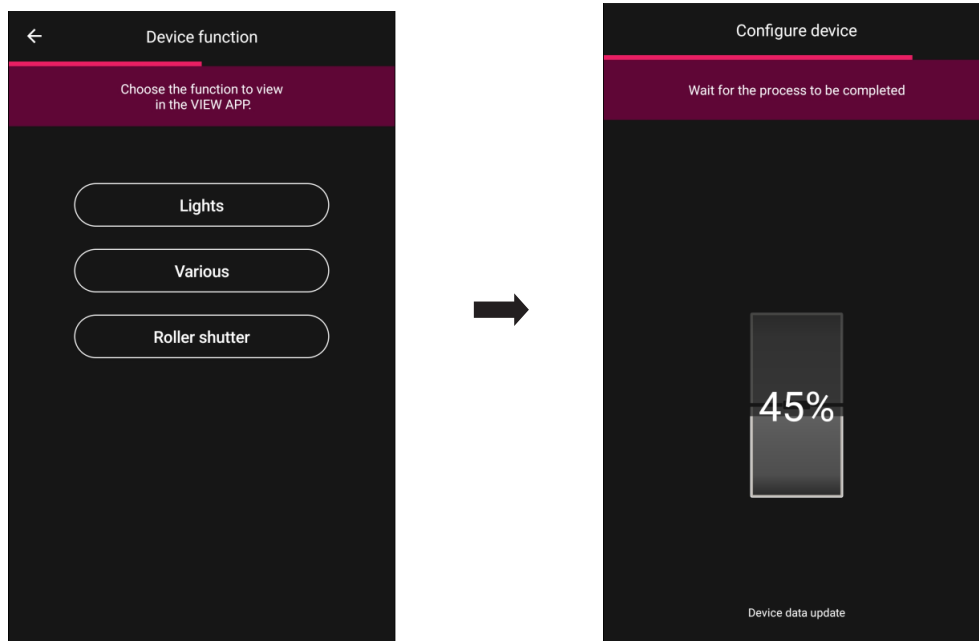 Device function
Choose the function to view
in the VIEW APP.
Lights
Various
Roller shutter
Configure device
Wait for the process to be completed
45%
Device data update